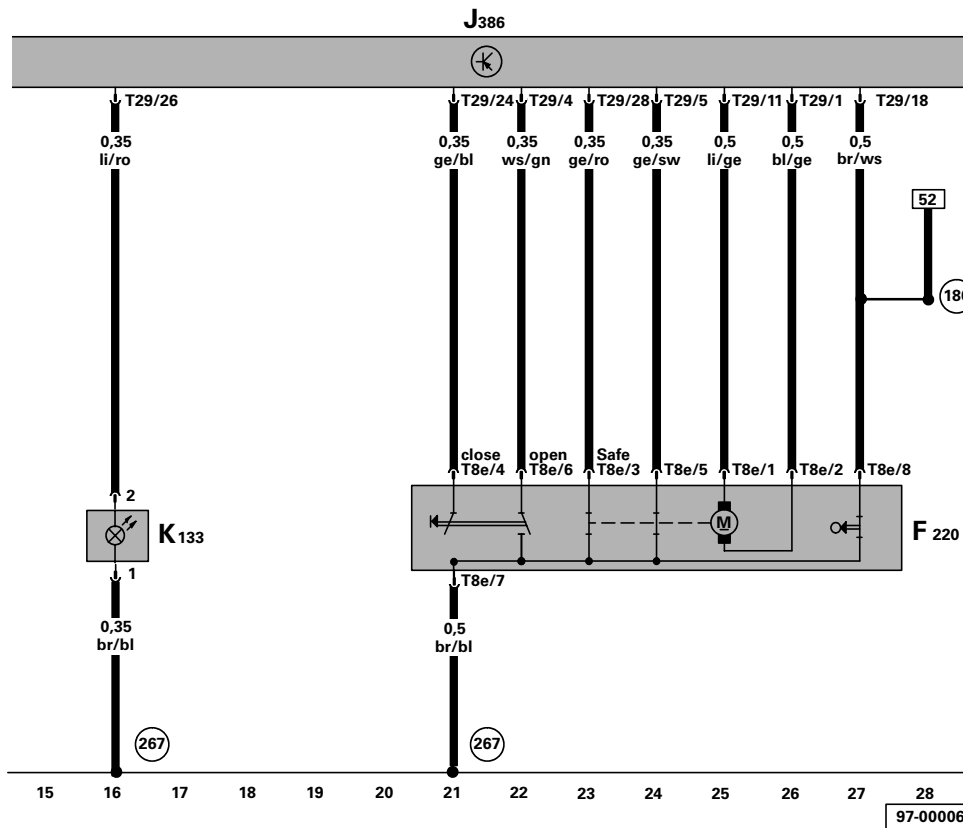 J386
T29/26 T29/24 T29/4 T29/28 T29/5 T29/11 T29/1 T29/18
0,35 0,35 0,35 0,35 0,35 0,5 0,5 0,5
li/ro ge/bl ws/gn ge/ro ge/sw li/ge bl/ge br/ws
52
close open Safe
T8e/4 T8e/6 T8e/3 T8e/5 T8e/1 T8e/2 T8e/8
2
K133 M F 220
1 T8e/7
0,35 0,5
br/bl br/bl
267 267
15 16 17 18 19 20 21 22 23 24 25 26 27 28
97-00006